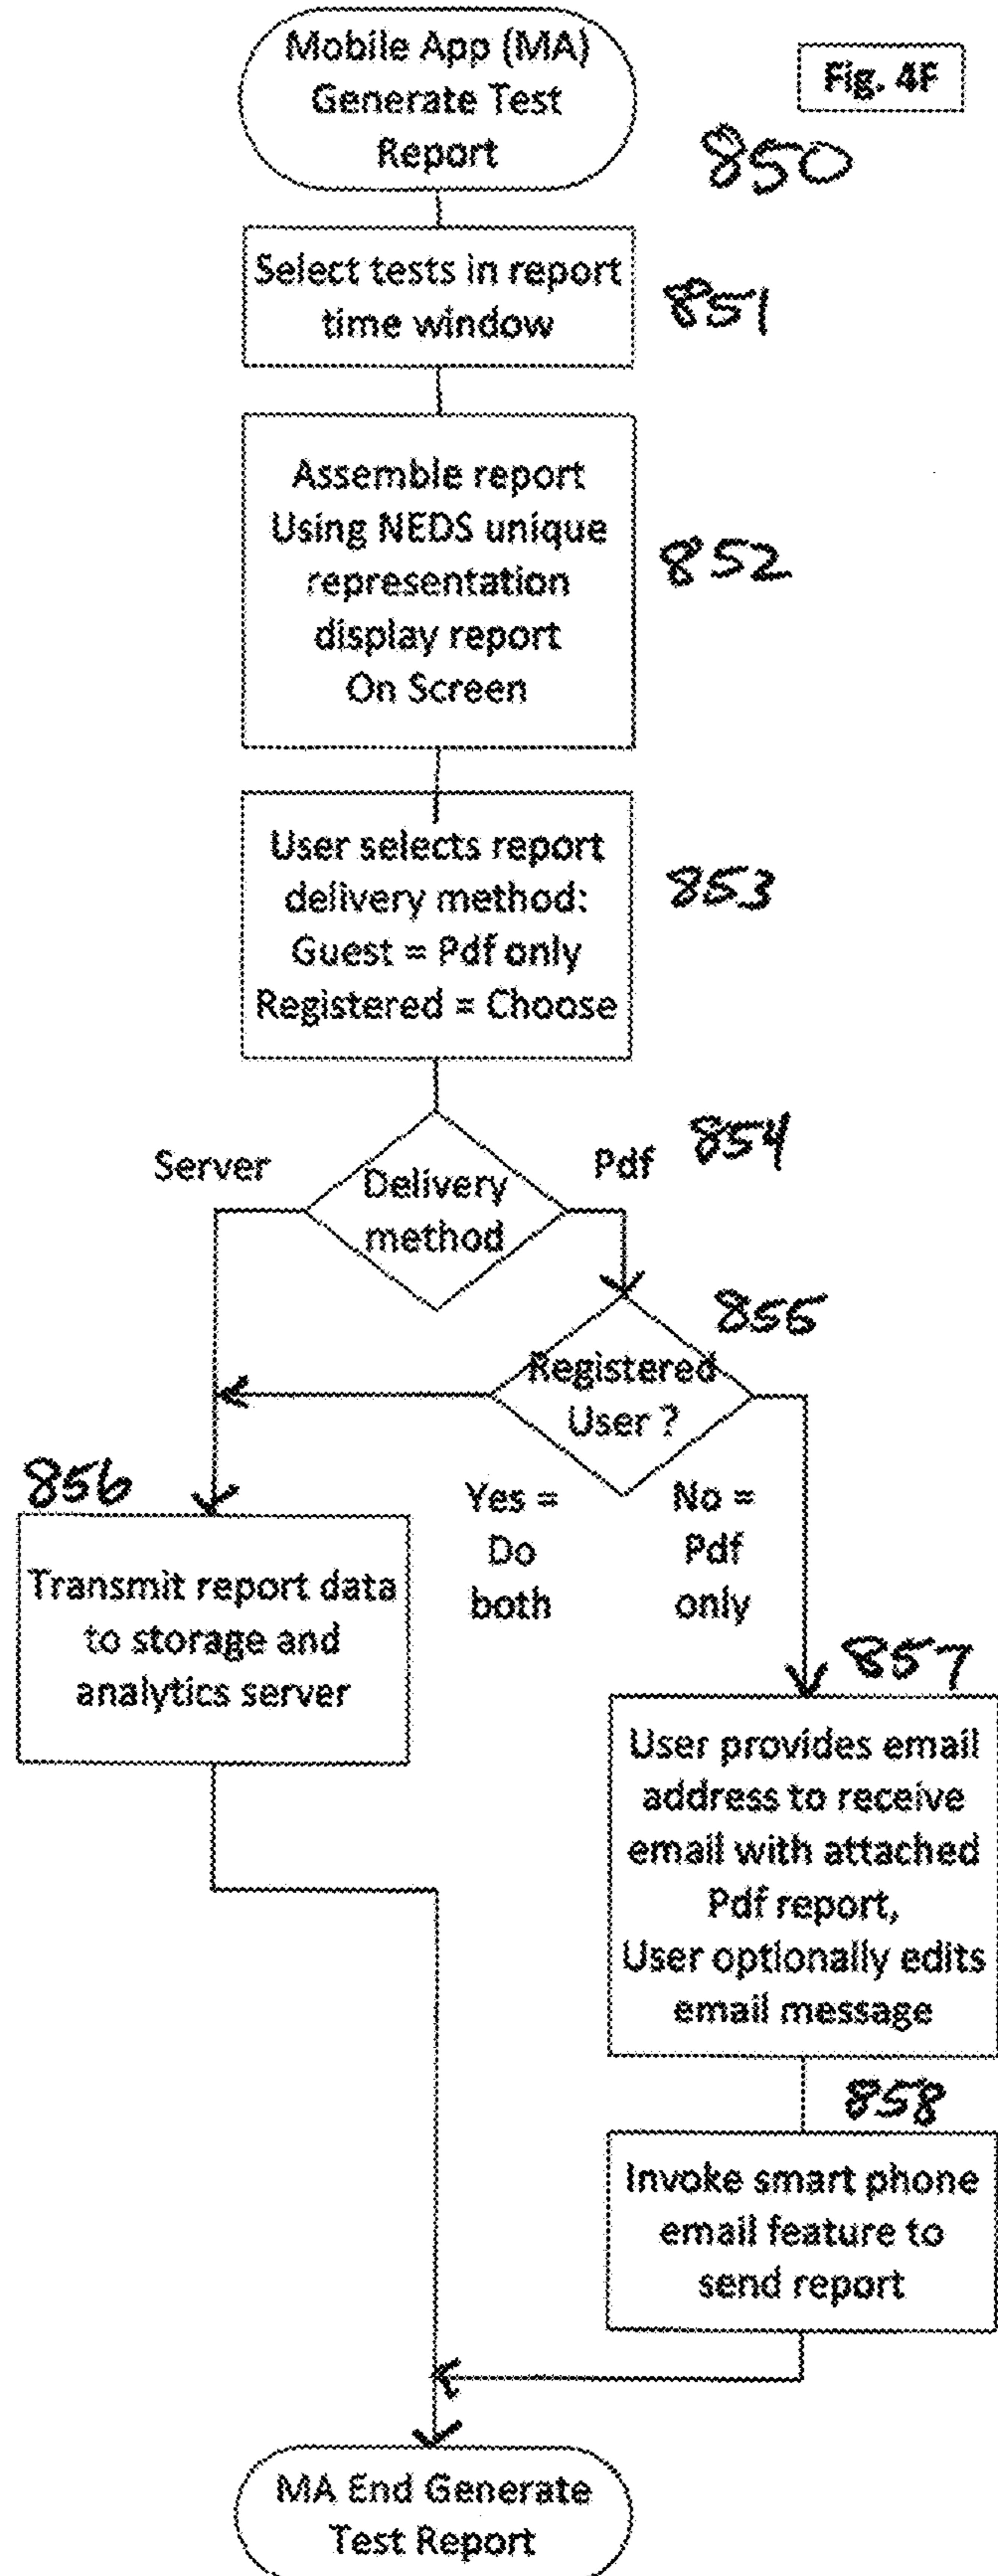 Mobile App (MA)
Generate Test
Report
Fig. 4F
850
Select tests in report
time window
851
Assemble report
Using NEDS unique
representation
display report
On Screen
852
User selects report
delivery method:
Guest = Pdf only
Registered = Choose
853
Server
Delivery
method
Pdf
854
Registered
User ?
855
Yes =
Do
both
No =
Pdf
only
856
Transmit report data
to storage and
analytics server
857
User provides email
address to receive
email with attached
Pdf report,
User optionally edits
email message
858
Invoke smart phone
email feature to
send report
MA End Generate
Test Report